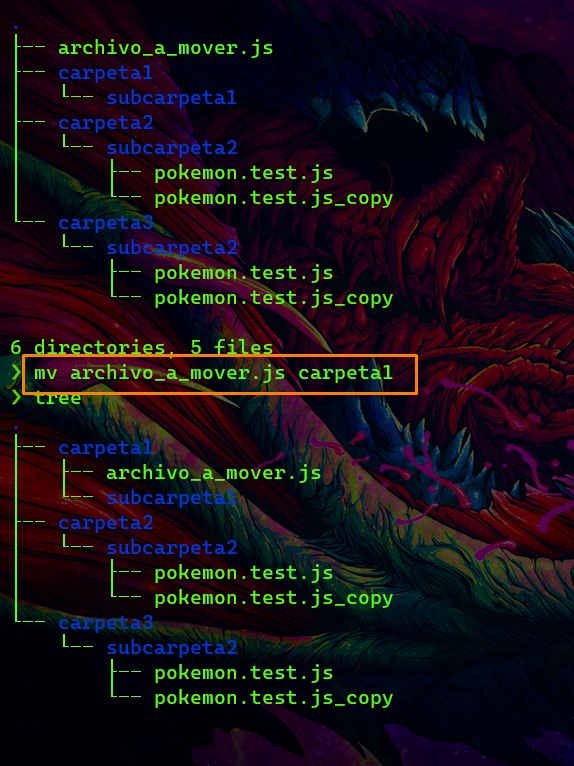 .
├── archivo_a_mover.js
├── carpeta1
│   └── subcarpeta1
├── carpeta2
│   └── subcarpeta2
│       ├── pokemon.test.js
│       └── pokemon.test.js_copy
└── carpeta3
    └── subcarpeta2
        ├── pokemon.test.js
        └── pokemon.test.js_copy
6 directories, 5 files
❯ mv archivo_a_mover.js carpeta1
❯ tree
.
├── carpeta1
│   ├── archivo_a_mover.js
│   └── subcarpeta1
├── carpeta2
│   └── subcarpeta2
│       ├── pokemon.test.js
│       └── pokemon.test.js_copy
└── carpeta3
    └── subcarpeta2
        ├── pokemon.test.js
        └── pokemon.test.js_copy